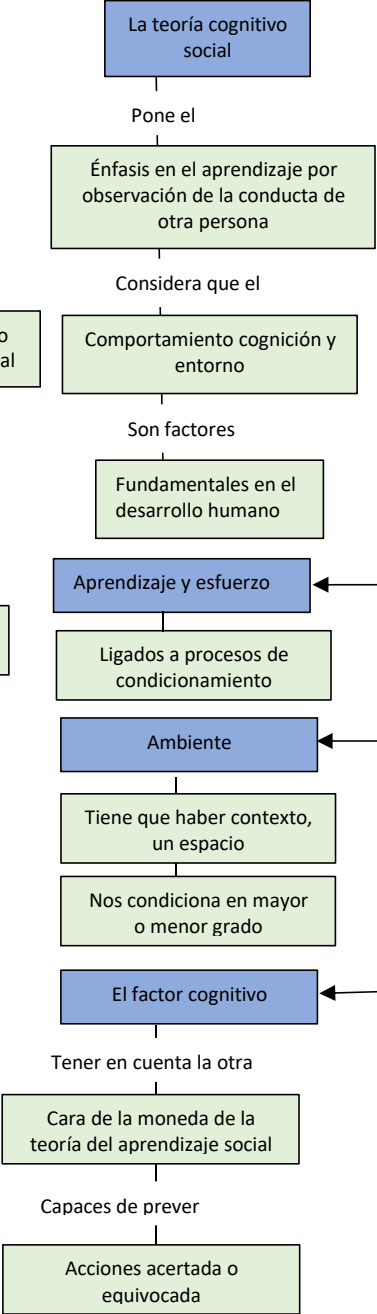 La teoría cognitivo
social
Pone el
Énfasis en el aprendizaje por
observación de la conducta de
otra persona
Considera que el
o
al
Comportamiento cognición y
entorno
Son factores
Fundamentales en el
desarrollo humano
Aprendizaje y esfuerzo
Ligados a procesos de
condicionamiento
Ambiente
Tiene que haber contexto,
un espacio
Nos condiciona en mayor
o menor grado
El factor cognitivo
Tener en cuenta la otra
Cara de la moneda de la
teoría del aprendizaje social
Capaces de prever
Acciones acertada o
equivocada